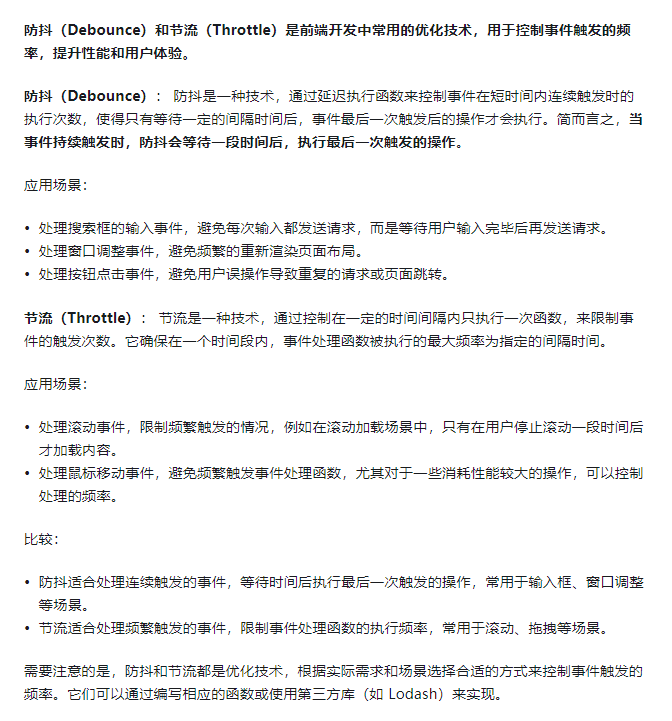 防抖（Debounce）和节流（Throttle）是前端开发中常用的优化技术，用于控制事件触发的频
率，提升性能和用户体验。
防抖（Debounce）： 防抖是一种技术，通过延迟执行函数来控制事件在短时间内连续触发时的
执行次数，使得只有等待一定的间隔时间后，事件最后一次触发后的操作才会执行。简而言之，当
事件持续触发时，防抖会等待一段时间后，执行最后一次触发的操作。
应用场景：
• 处理搜索框的输入事件，避免每次输入都发送请求，而是等待用户输入完毕后再发送请求。
• 处理窗口调整事件，避免频繁的重新渲染页面布局。
• 处理按钮点击事件，避免用户误操作导致重复的请求或页面跳转。
节流（Throttle）： 节流是一种技术，通过控制在一定的时间间隔内只执行一次函数，来限制事
件的触发次数。它确保在一个时间段内，事件处理函数被执行的最大频率为指定的间隔时间。
应用场景：
• 处理滚动事件，限制频繁触发的情况，例如在滚动加载场景中，只有在用户停止滚动一段时间后
才加载内容。
• 处理鼠标移动事件，避免频繁触发事件处理函数，尤其对于一些消耗性能较大的操作，可以控制
处理的频率。
比较：
• 防抖适合处理连续触发的事件，等待时间后执行最后一次触发的操作，常用于输入框、窗口调整
等场景。
• 节流适合处理频繁触发的事件，限制事件处理函数的执行频率，常用于滚动、拖拽等场景。
需要注意的是，防抖和节流都是优化技术，根据实际需求和场景选择合适的方式来控制事件触发的
频率。它们可以通过编写相应的函数或使用第三方库（如 Lodash）来实现。